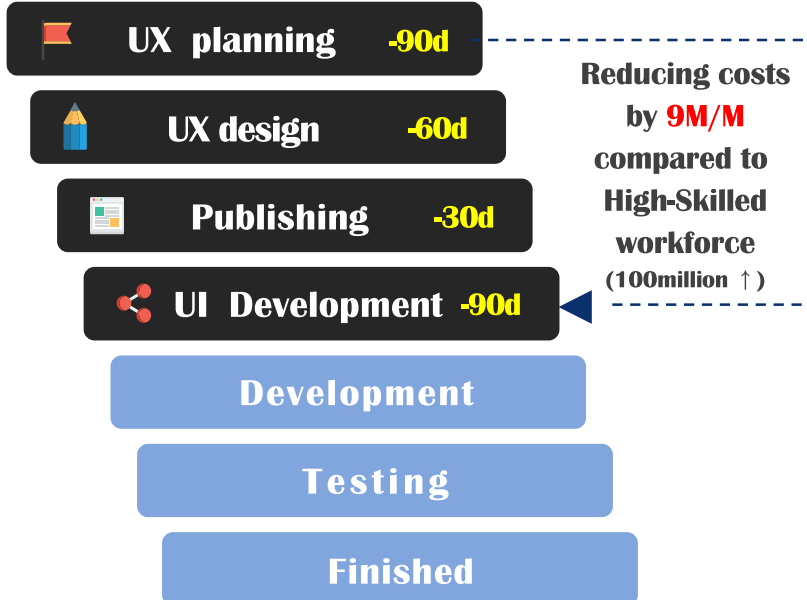 UX planning -90d
Reducing costs
by 9M/M
compared to
High-Skilled
workforce
(100million ↑)
UX design -60d
Publishing -30d
UI Development -90d
Development
Testing
Finished